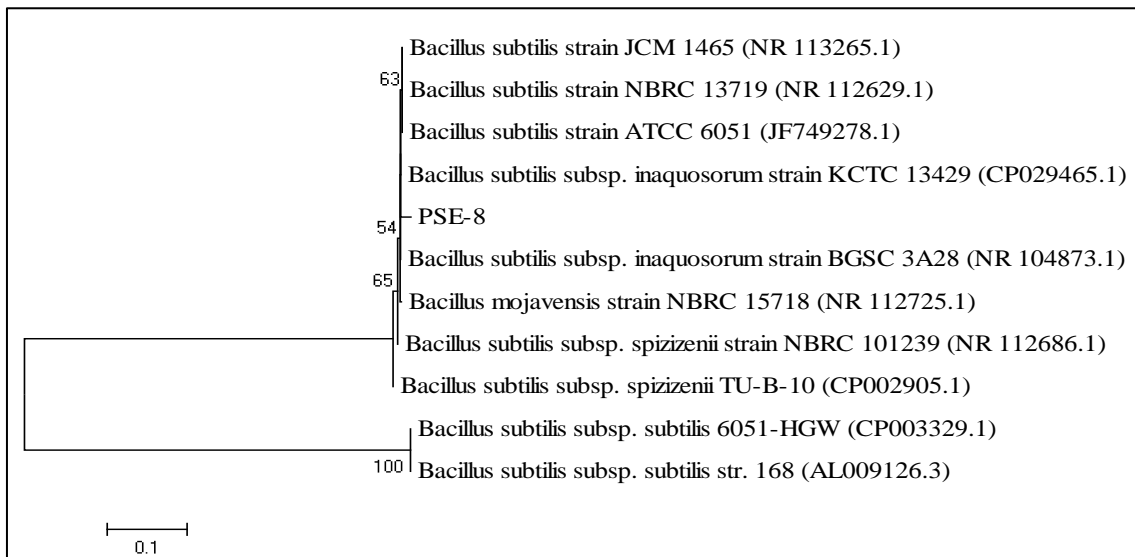 Bacillus subtilis strain JCM 1465 (NR 113265.1)
63
Bacillus subtilis strain NBRC 13719 (NR 112629.1)
Bacillus subtilis strain ATCC 6051 (JF749278.1)
Bacillus subtilis subsp. inaquosorum strain KCTC 13429 (CP029465.1)
PSE-8
54
Bacillus subtilis subsp. inaquosorum strain BGSC 3A28 (NR 104873.1)
65
Bacillus mojavensis strain NBRC 15718 (NR 112725.1)
Bacillus subtilis subsp. spizizenii strain NBRC 101239 (NR 112686.1)
Bacillus subtilis subsp. spizizenii TU-B-10 (CP002905.1)
Bacillus subtilis subsp. subtilis 6051-HGW (CP003329.1)
100
Bacillus subtilis subsp. subtilis str. 168 (AL009126.3)
0.1